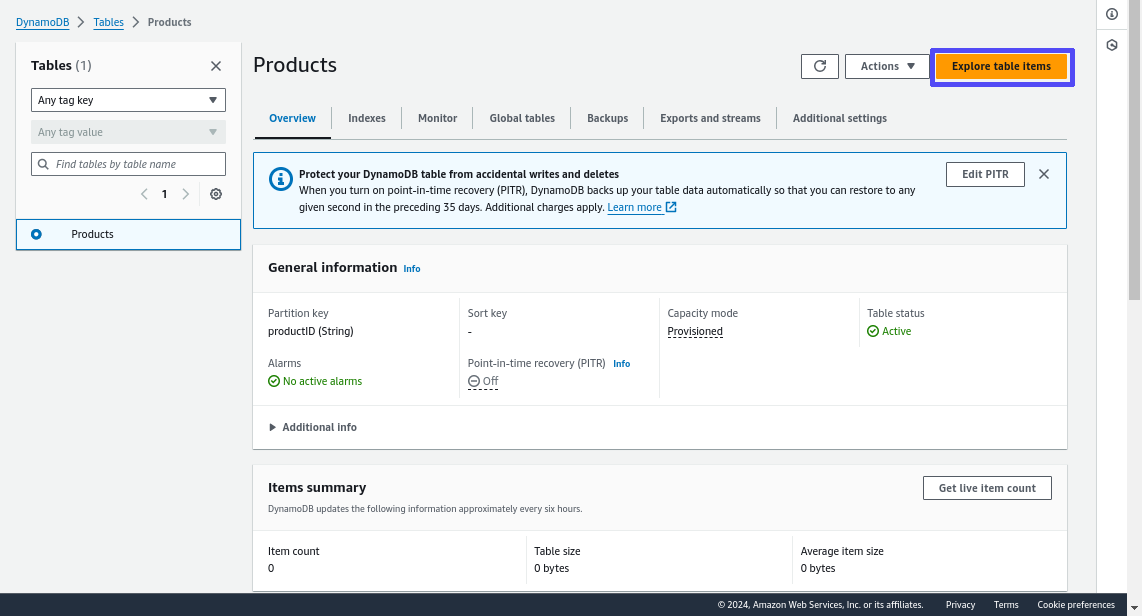 DynamoDB > Tables > Products
Tables (1)
Any tag key
Any tag value
Find tables by table name
1
Products
Products
Actions
Explore table items
Overview
Indexes
Monitor
Global tables
Backups
Exports and streams
Additional settings
Protect your DynamoDB table from accidental writes and deletes
When you turn on point-in-time recovery (PITR), DynamoDB backs up your table data automatically so that you can restore to any
given second in the preceding 35 days. Additional charges apply. Learn more
Edit PITR
General information Info
Partition key
productID (String)
Sort key
-
Capacity mode
Provisioned
Table status
Active
Alarms
No active alarms
Point-in-time recovery (PITR) Info
Off
Additional info
Items summary
DynamoDB updates the following information approximately every six hours.
Get live item count
Item count
0
Table size
0 bytes
Average item size
0 bytes
© 2024, Amazon Web Services, Inc. or its affiliates. Privacy Terms Cookie preferences